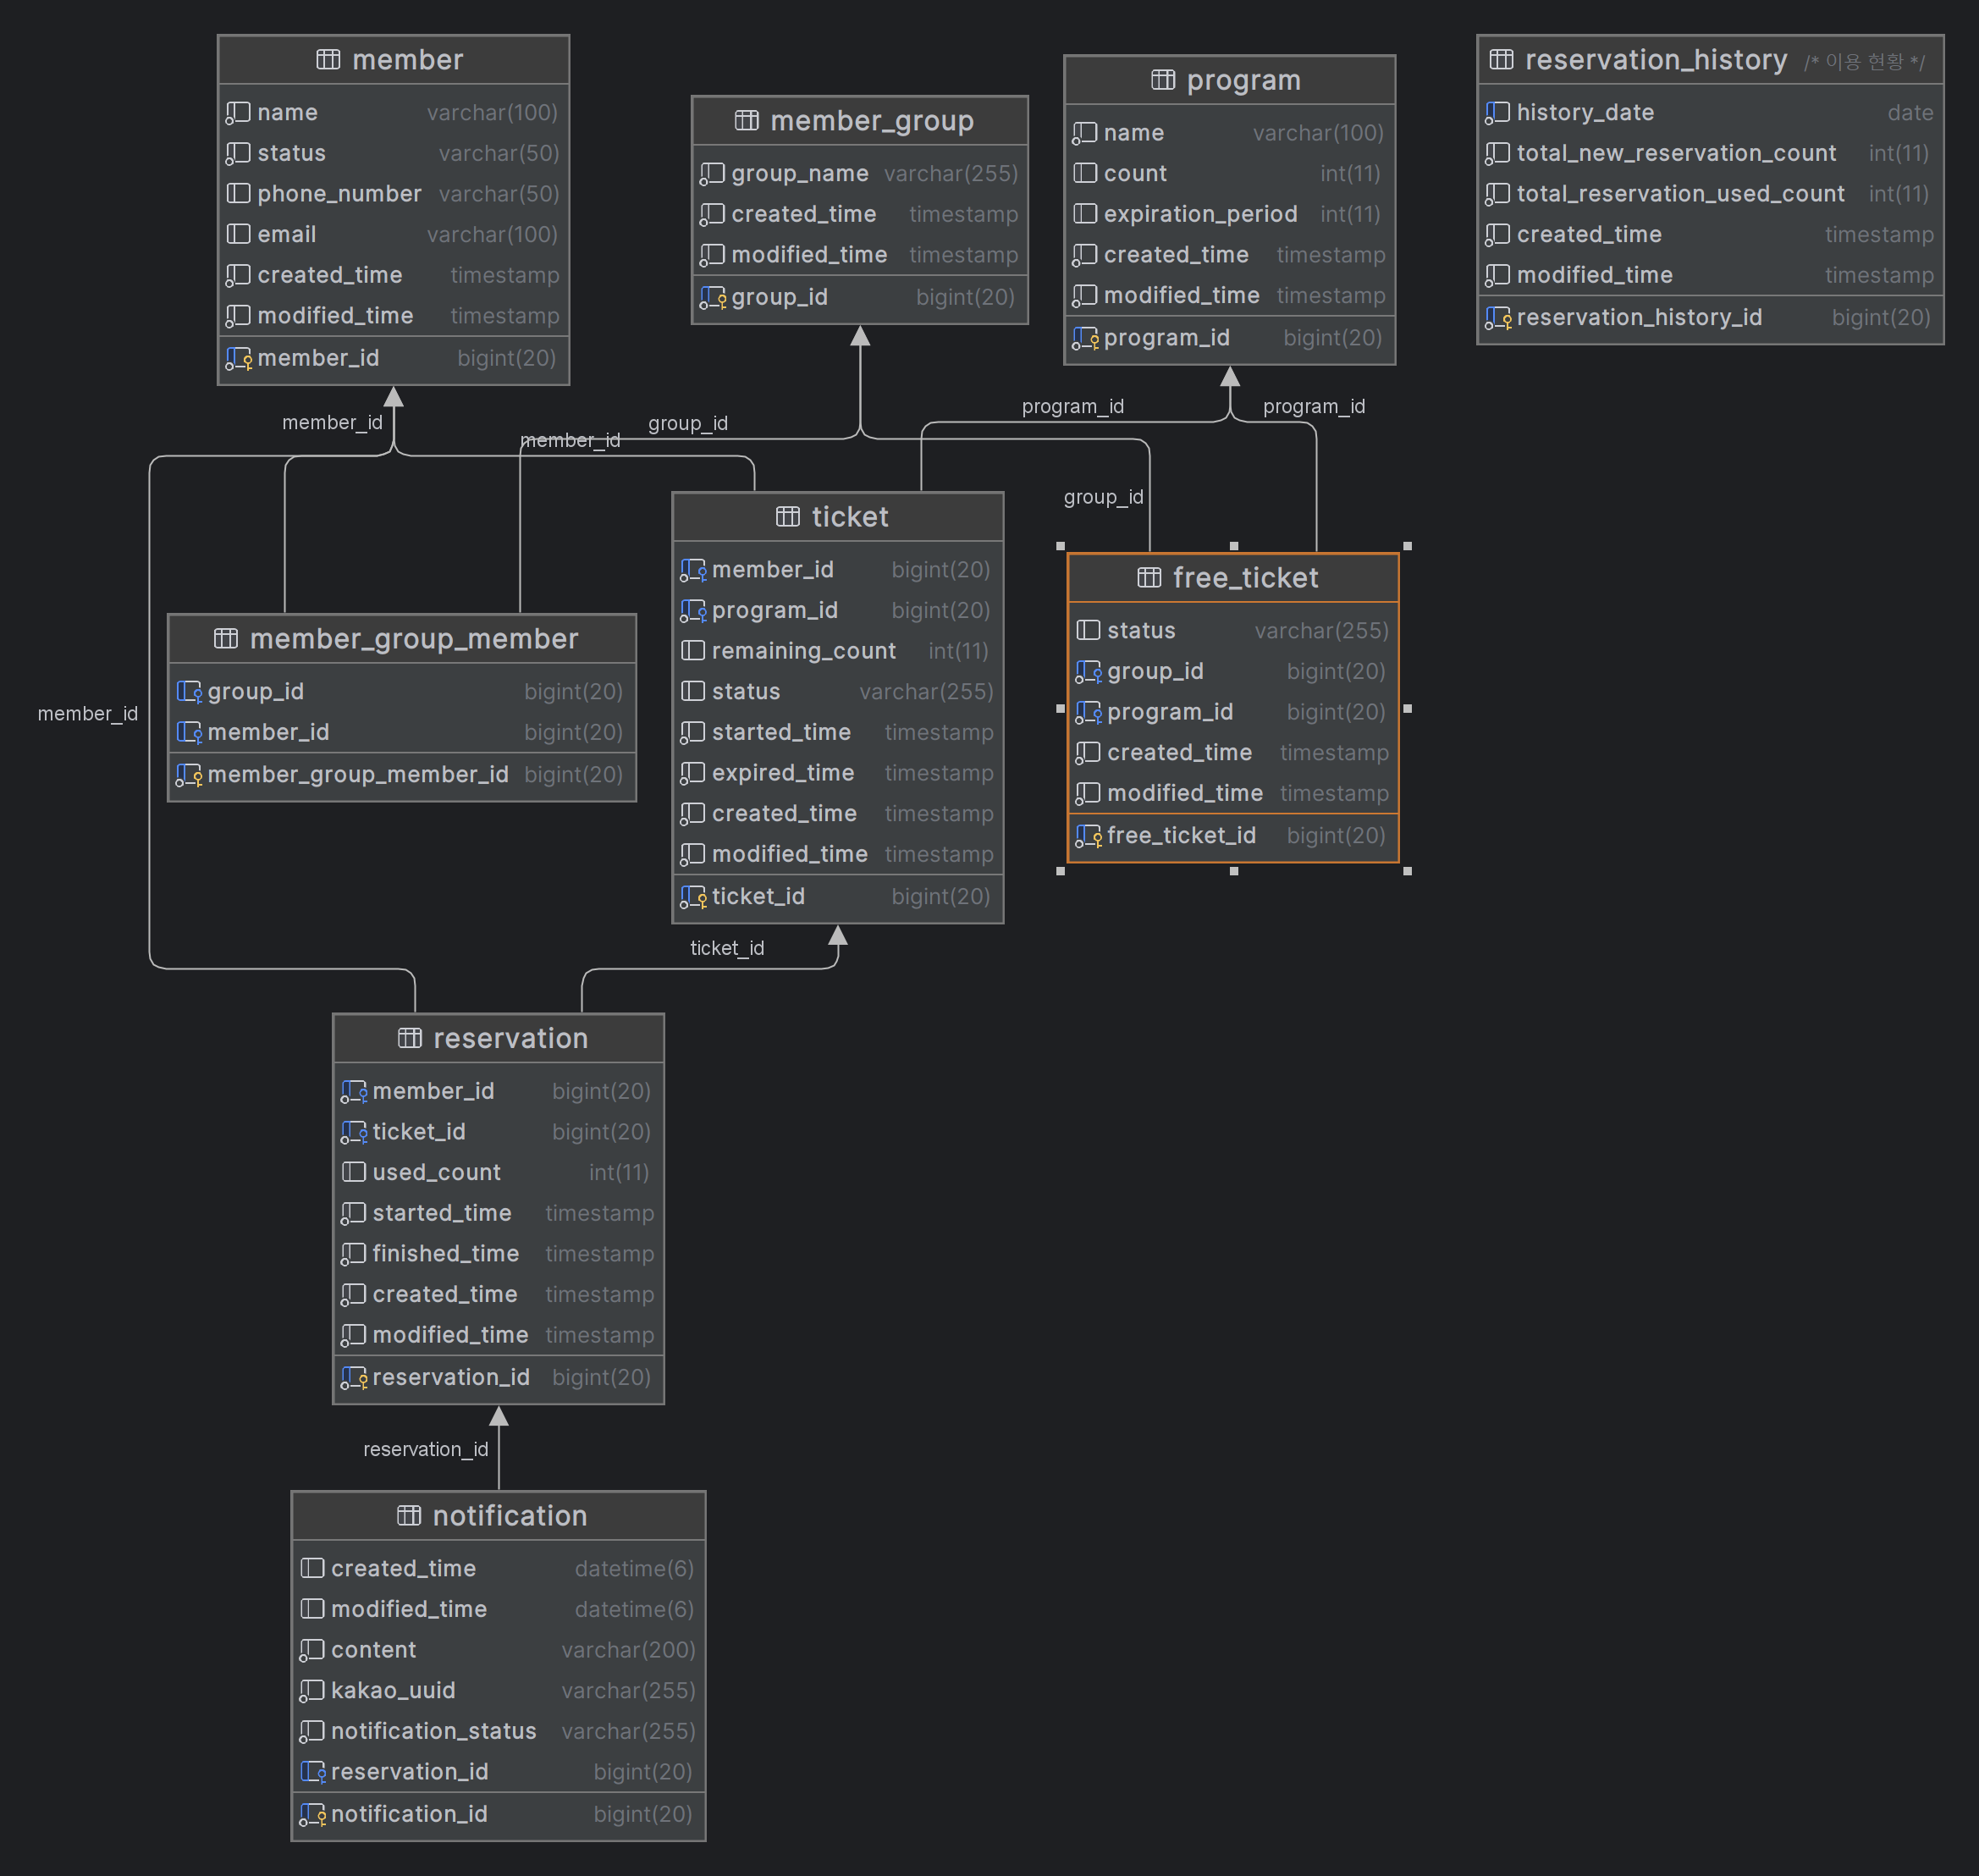 member
name varchar(100)
status varchar(50)
phone_number varchar(50)
email varchar(100)
created_time timestamp
modified_time timestamp
member_id bigint(20)
member_group
group_name varchar(255)
created_time timestamp
modified_time timestamp
group_id bigint(20)
program
name varchar(100)
count int(11)
expiration_period int(11)
created_time timestamp
modified_time timestamp
program_id bigint(20)
reservation_history /* 이용 현황 */
history_date date
total_new_reservation_count int(11)
total_reservation_used_count int(11)
created_time timestamp
modified_time timestamp
reservation_history_id bigint(20)
member_id
member_id
group_id
program_id
program_id
group_id
member_id
member_group_member
group_id bigint(20)
member_id bigint(20)
member_group_member_id bigint(20)
ticket
member_id bigint(20)
program_id bigint(20)
remaining_count int(11)
status varchar(255)
started_time timestamp
expired_time timestamp
created_time timestamp
modified_time timestamp
ticket_id bigint(20)
free_ticket
status varchar(255)
group_id bigint(20)
program_id bigint(20)
created_time timestamp
modified_time timestamp
free_ticket_id bigint(20)
ticket_id
reservation
member_id bigint(20)
ticket_id bigint(20)
used_count int(11)
started_time timestamp
finished_time timestamp
created_time timestamp
modified_time timestamp
reservation_id bigint(20)
reservation_id
notification
created_time datetime(6)
modified_time datetime(6)
content varchar(200)
kakao_uuid varchar(255)
notification_status varchar(255)
reservation_id bigint(20)
notification_id bigint(20)